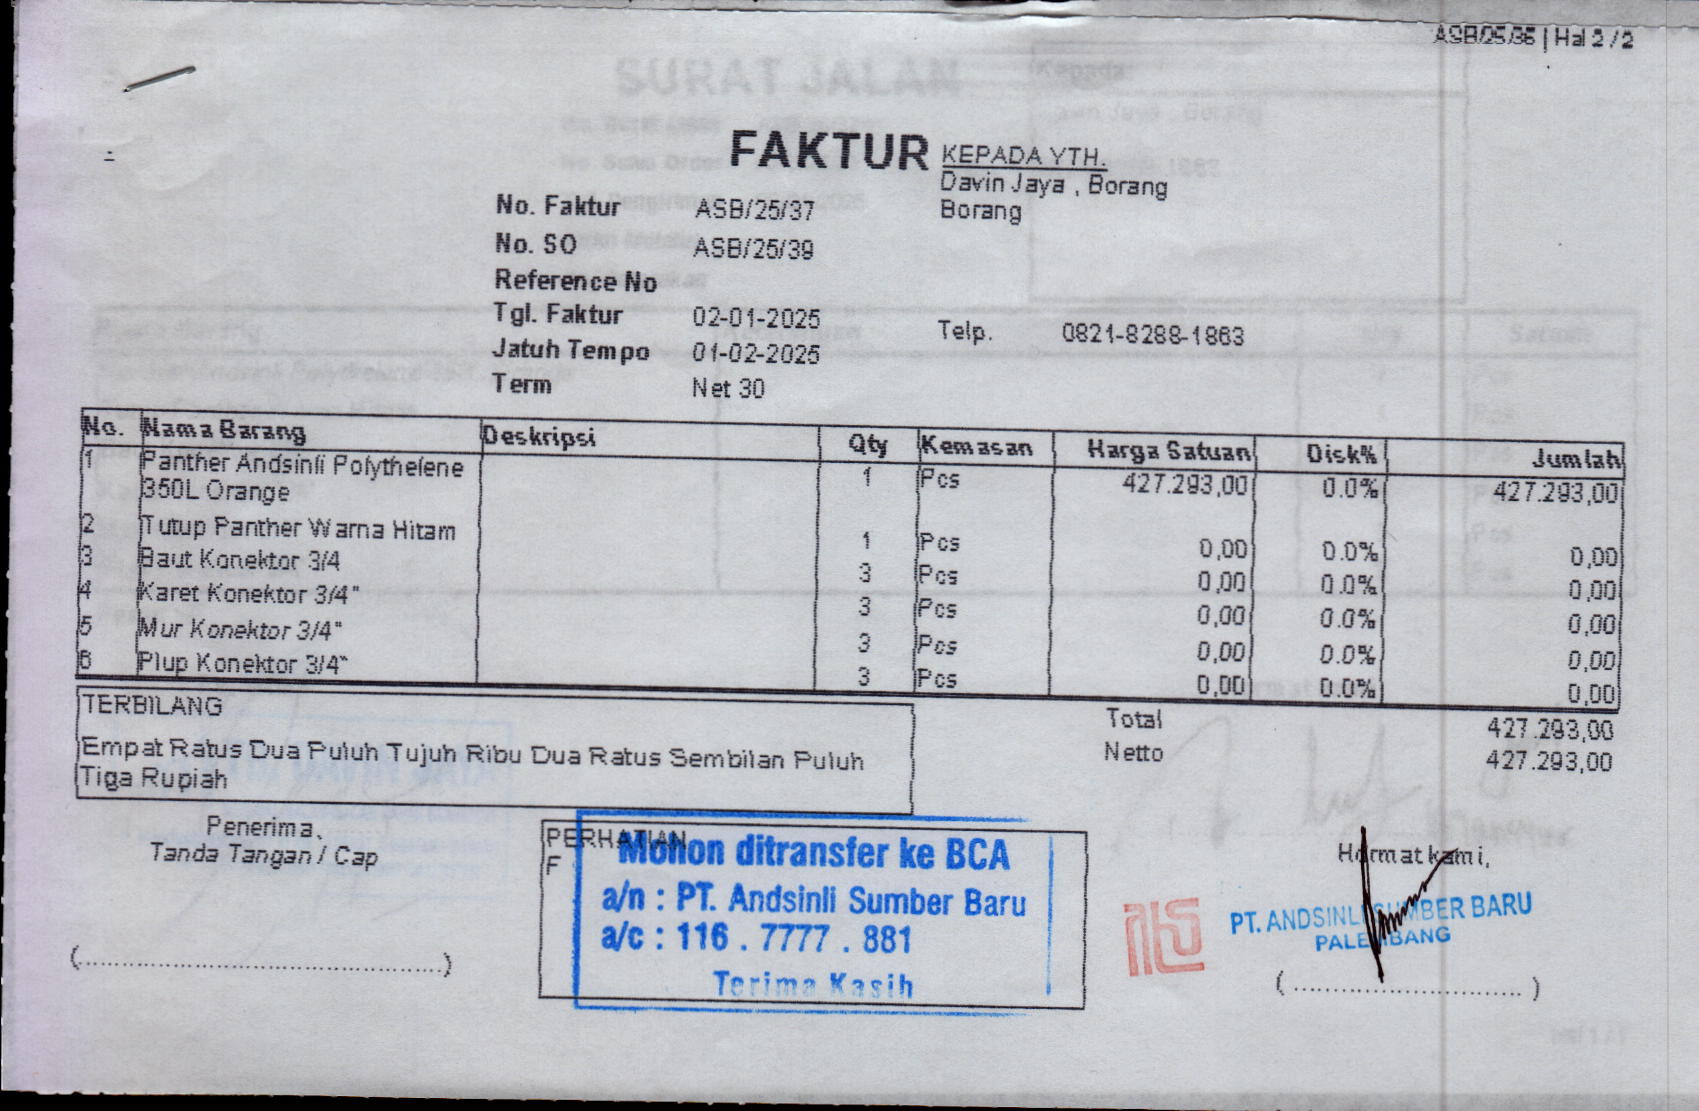 ASB/25/36 | Hal 2 / 2
FAKTUR
KEPADA YTH.
Davin Jaya , Borang
Borang
No. Faktur ASB/25/37
No. SO ASB/25/39
Reference No
Tgl. Faktur 02-01-2025
Telp. 0821-8288-1863
Jatuh Tempo 01-02-2025
Term Net 30
No. Nama Barang Deskripsi Qty Kemasan Harga Satuan Disk% Jumlah
1 Panther Andsinli Polythelene 1 Pcs 427.293,00 0.0% 427.293,00
350L Orange
2 Tutup Panther Warna Hitam 1 Pcs 0,00 0.0% 0,00
3 Baut Konektor 3/4 3 Pcs 0,00 0.0% 0,00
4 Karet Konektor 3/4" 3 Pcs 0,00 0.0% 0,00
5 Mur Konektor 3/4" 3 Pcs 0,00 0.0% 0,00
6 Plup Konektor 3/4" 3 Pcs 0,00 0.0% 0,00
TERBILANG
Empat Ratus Dua Puluh Tujuh Ribu Dua Ratus Sembilan Puluh
Tiga Rupiah
Total 427.293,00
Netto 427.293,00
Penerima,
Tanda Tangan / Cap
(..........................................)
PERHATIAN
F
Mohon ditransfer ke BCA
a/n : PT. Andsinli Sumber Baru
a/c : 116 . 7777 . 881
Terima Kasih
Hormat kami,
PT. ANDSINLI SUMBER BARU
PALEMBANG
( .............................. )